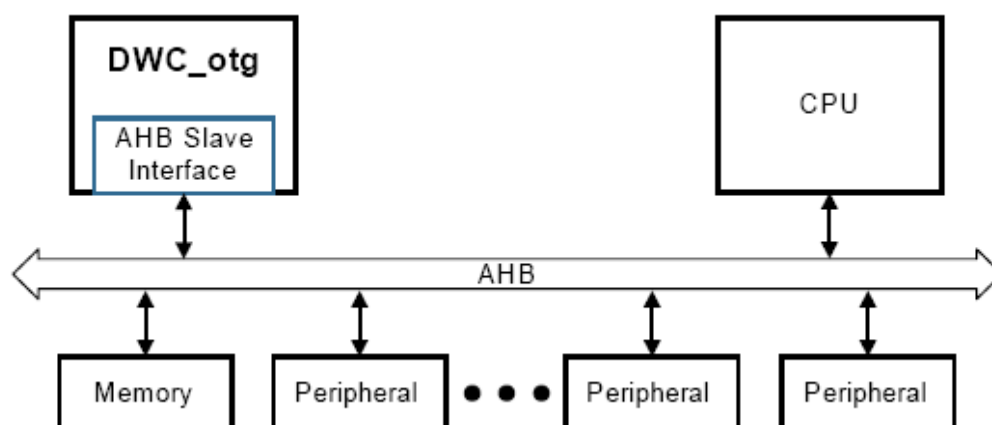 DWC_otg
AHB Slave
Interface
CPU
AHB
Memory
Peripheral
Peripheral
Peripheral